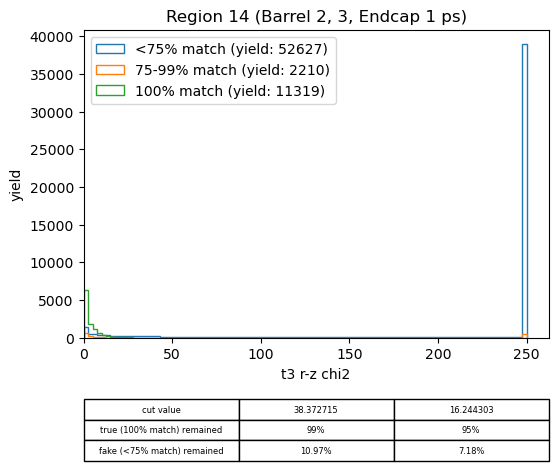 Region 14 (Barrel 2, 3, Endcap 1 ps)
<75% match (yield: 52627)
75-99% match (yield: 2210)
100% match (yield: 11319)
40000
35000
30000
25000
20000
15000
10000
5000
0
yield
0 50 100 150 200 250
t3 r-z chi2
cut value 38.372715 16.244303
true (100% match) remained 99% 95%
fake (<75% match) remained 10.97% 7.18%